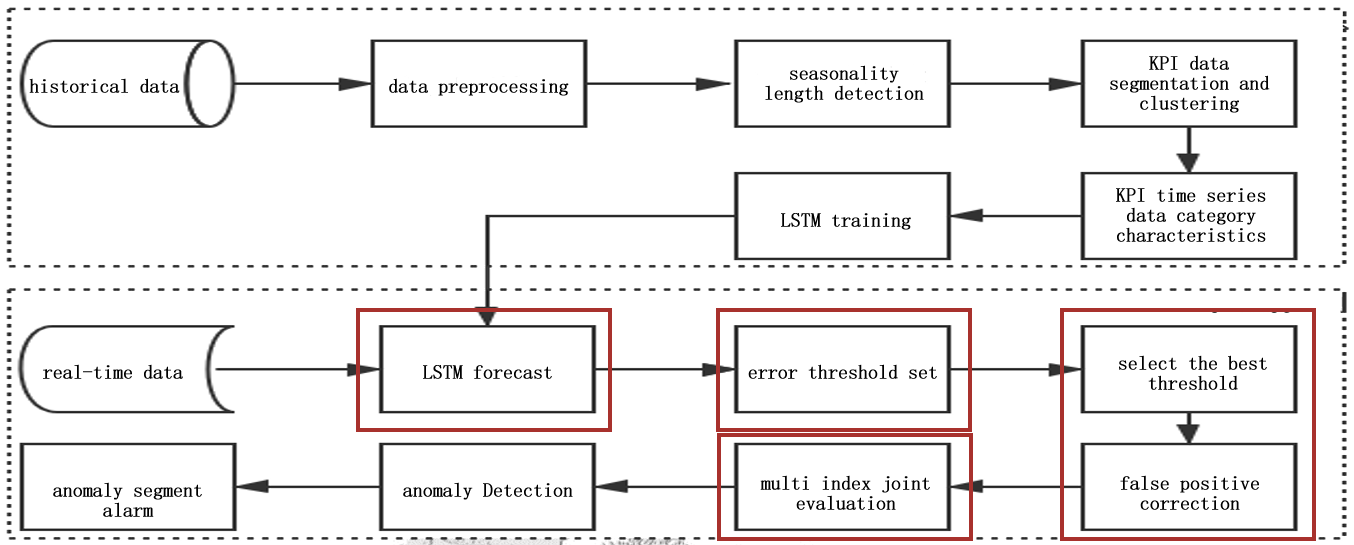 historical data
data preprocessing
seasonality
length detection
KPI data
segmentation and
clustering
LSTM training
KPI time series
data category
characteristics
real-time data
LSTM forecast
error threshold set
select the best
threshold
anomaly segment
alarm
anomaly Detection
multi index joint
evaluation
false positive
correction